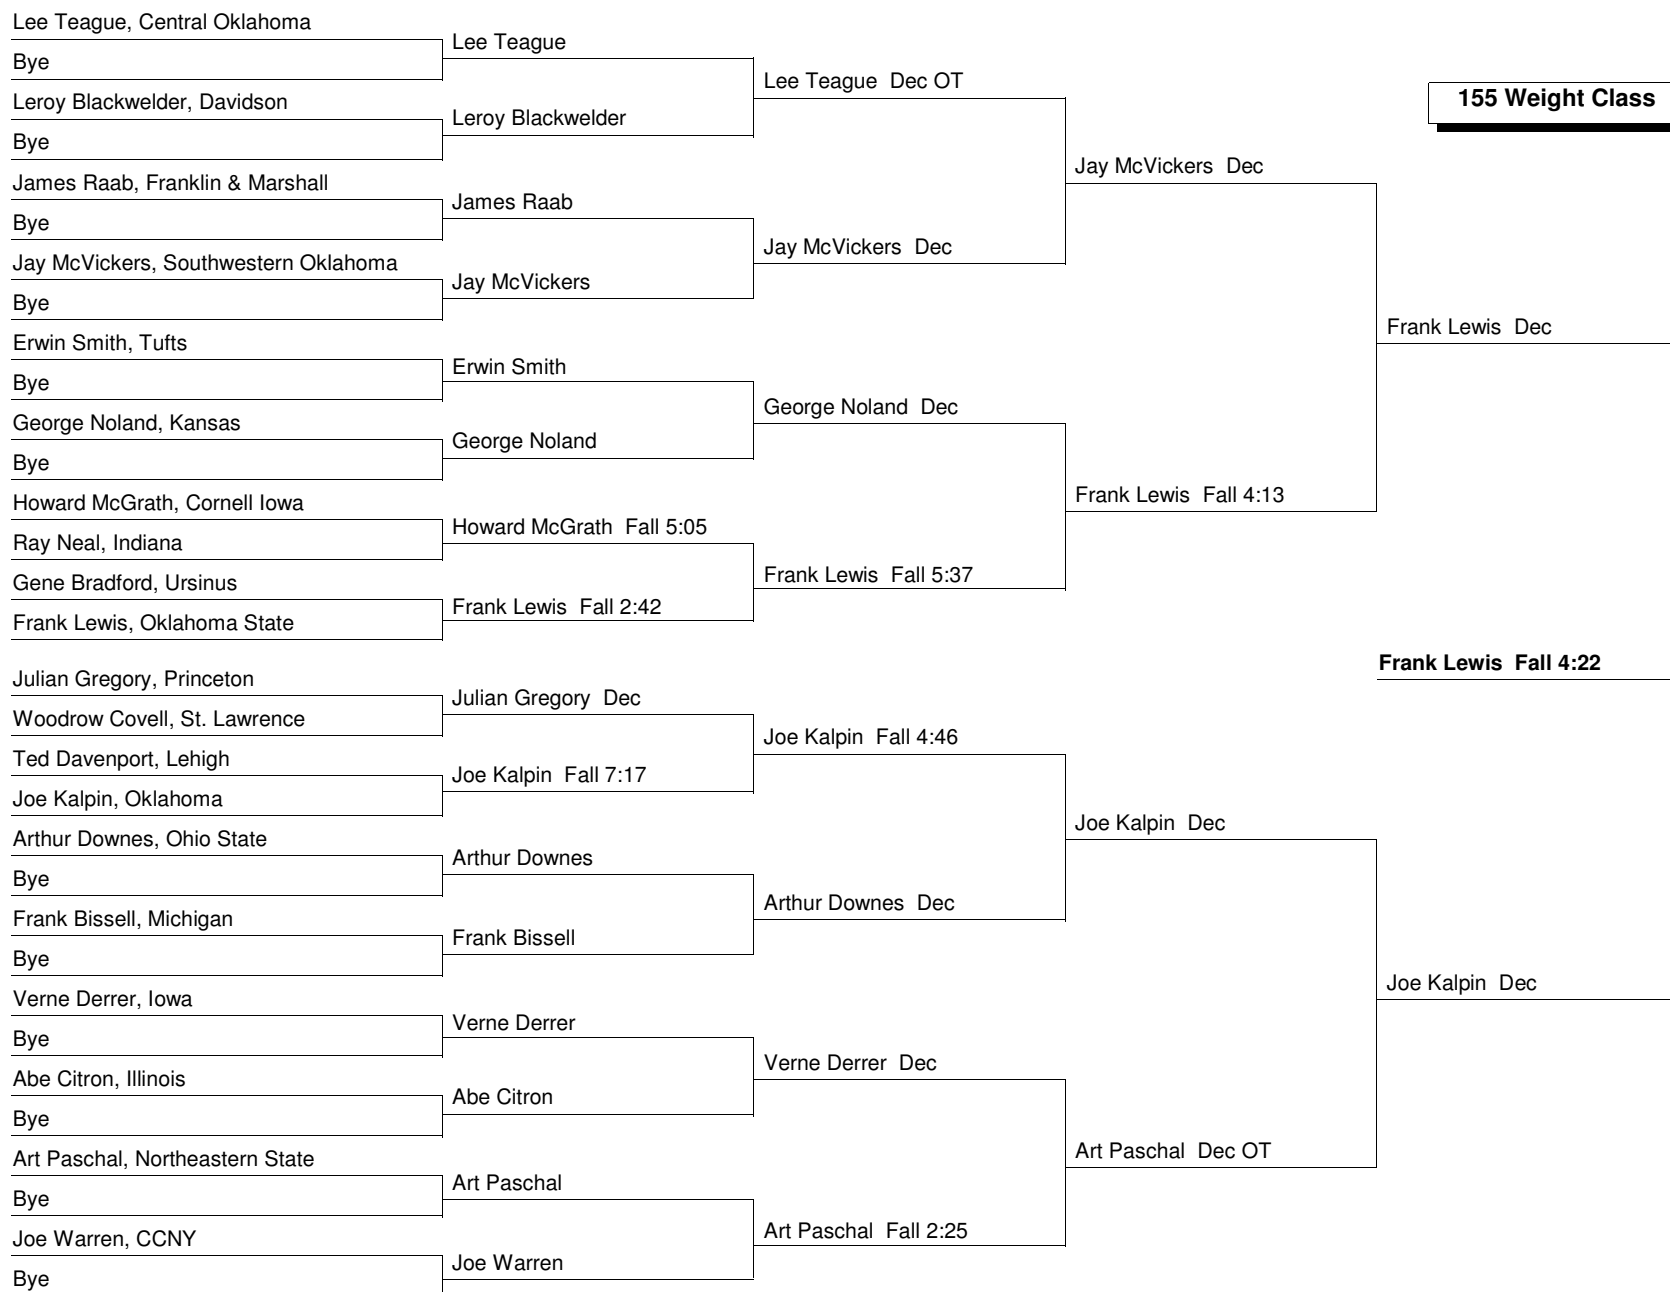 155 Weight Class
Lee Teague, Central Oklahoma
Bye
Leroy Blackwelder, Davidson
Bye
James Raab, Franklin & Marshall
Bye
Jay McVickers, Southwestern Oklahoma
Bye
Erwin Smith, Tufts
Bye
George Noland, Kansas
Bye
Howard McGrath, Cornell Iowa
Ray Neal, Indiana
Gene Bradford, Ursinus
Frank Lewis, Oklahoma State
Julian Gregory, Princeton
Woodrow Covell, St. Lawrence
Ted Davenport, Lehigh
Joe Kalpin, Oklahoma
Arthur Downes, Ohio State
Bye
Frank Bissell, Michigan
Bye
Verne Derrer, Iowa
Bye
Abe Citron, Illinois
Bye
Art Paschal, Northeastern State
Bye
Joe Warren, CCNY
Bye
Lee Teague
Leroy Blackwelder
James Raab
Jay McVickers
Erwin Smith
George Noland
Howard McGrath Fall 5:05
Frank Lewis Fall 2:42
Julian Gregory Dec
Joe Kalpin Fall 7:17
Arthur Downes
Frank Bissell
Verne Derrer
Abe Citron
Art Paschal
Joe Warren
Lee Teague Dec OT
Jay McVickers Dec
George Noland Dec
Frank Lewis Fall 5:37
Joe Kalpin Fall 4:46
Arthur Downes Dec
Verne Derrer Dec
Art Paschal Fall 2:25
Jay McVickers Dec
Frank Lewis Fall 4:13
Joe Kalpin Dec
Art Paschal Dec OT
Frank Lewis Dec
Joe Kalpin Dec
Frank Lewis Fall 4:22